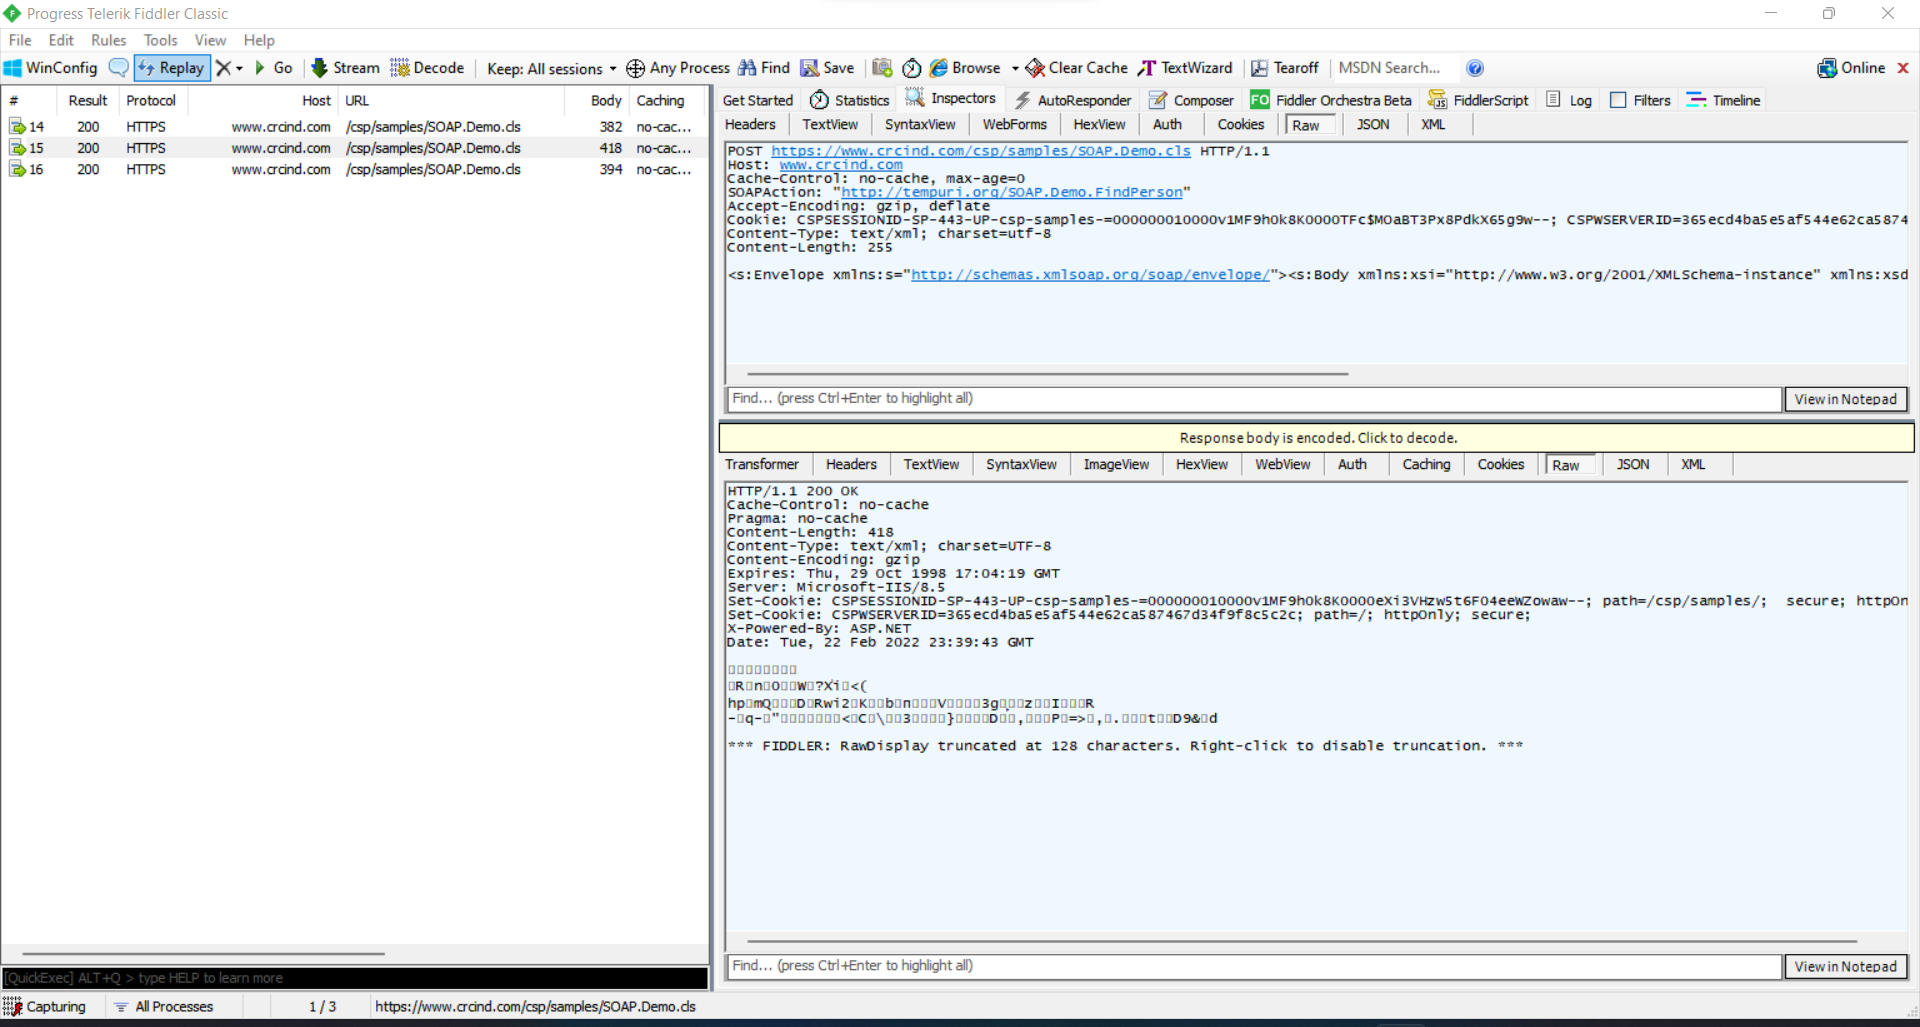 Progress Telerik Fiddler Classic
File Edit Rules Tools View Help
WinConfig Replay Go Stream Decode Keep: All sessions Any Process Find Save Browse Clear Cache TextWizard Tearoff MSDN Search... Online
# Result Protocol Host URL Body Caching
14 200 HTTPS www.crcind.com /csp/samples/SOAP.Demo.cls 382 no-cac...
15 200 HTTPS www.crcind.com /csp/samples/SOAP.Demo.cls 418 no-cac...
16 200 HTTPS www.crcind.com /csp/samples/SOAP.Demo.cls 394 no-cac...
[QuickExec] ALT+Q > type HELP to learn more
Get Started Statistics Inspectors AutoResponder Composer FO Fiddler Orchestra Beta FiddlerScript Log Filters Timeline
Headers TextView SyntaxView WebForms HexView Auth Cookies Raw JSON XML
POST https://www.crcind.com/csp/samples/SOAP.Demo.cls HTTP/1.1
Host: www.crcind.com
Cache-Control: no-cache, max-age=0
SOAPAction: "http://tempuri.org/SOAP.Demo.FindPerson"
Accept-Encoding: gzip, deflate
Cookie: CSPSESSIONID-SP-443-UP-csp-samples-=000000010000v1MF9h0k8K0000TFc$MOaBT3Px8PdkX65g9w--; CSPWSERVERID=365ecd4ba5e5af544e62ca5874
Content-Type: text/xml; charset=utf-8
Content-Length: 255
<s:Envelope xmlns:s="http://schemas.xmlsoap.org/soap/envelope/"><s:Body xmlns:xsi="http://www.w3.org/2001/XMLSchema-instance" xmlns:xsd
Find... (press Ctrl+Enter to highlight all) View in Notepad
Response body is encoded. Click to decode.
Transformer Headers TextView SyntaxView ImageView HexView WebView Auth Caching Cookies Raw JSON XML
HTTP/1.1 200 OK
Cache-Control: no-cache
Pragma: no-cache
Content-Length: 418
Content-Type: text/xml; charset=UTF-8
Content-Encoding: gzip
Expires: Thu, 29 Oct 1998 17:04:19 GMT
Server: Microsoft-IIS/8.5
Set-Cookie: CSPSESSIONID-SP-443-UP-csp-samples-=000000010000v1MF9h0k8K0000eXi3VHzw5t6F04eeWZowaw--; path=/csp/samples/;  secure; httpOn
Set-Cookie: CSPWSERVERID=365ecd4ba5e5af544e62ca587467d34f9f8c5c2c; path=/; httpOnly; secure;
X-Powered-By: ASP.NET
Date: Tue, 22 Feb 2022 23:39:43 GMT
*** FIDDLER: RawDisplay truncated at 128 characters. Right-click to disable truncation. ***
Find... (press Ctrl+Enter to highlight all) View in Notepad
Capturing All Processes 1 / 3 https://www.crcind.com/csp/samples/SOAP.Demo.cls